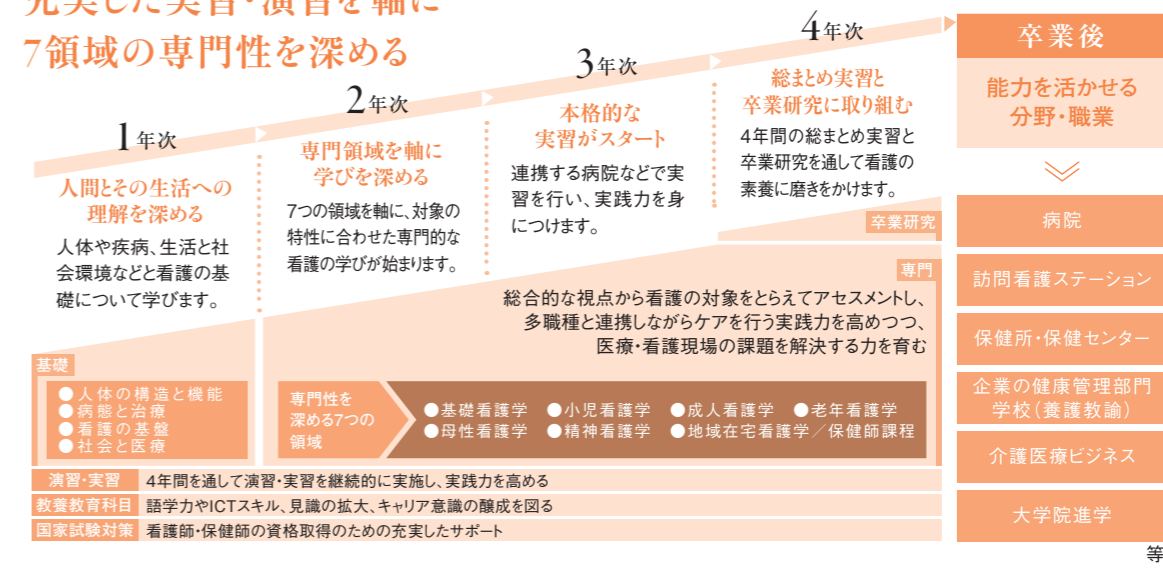 充実した実習・演習を軸に
7領域の専門性を深める
1年次
人間とその生活への
理解を深める
人体や疾病、生活と社
会環境などと看護の基
礎について学びます。
2年次
専門領域を軸に
学びを深める
7つの領域を軸に、対象の
特性に合わせた専門的な
看護の学びが始まります。
3年次
本格的な
実習がスタート
連携する病院などで実
習を行い、実践力を身
につけます。
4年次
総まとめ実習と
卒業研究に取り組む
4年間の総まとめ実習と
卒業研究を通して看護の
素養に磨きをかけます。
卒業研究
専門
総合的な視点から看護の対象をとらえてアセスメントし、
多職種と連携しながらケアを行う実践力を高めつつ、
医療・看護現場の課題を解決する力を育む
基礎
●人体の構造と機能
●病態と治療
●看護の基盤
●社会と医療
専門性を
深める7つの
領域
●基礎看護学 ●小児看護学 ●成人看護学 ●老年看護学
●母性看護学 ●精神看護学 ●地域在宅看護学／保健師課程
演習・実習 4年間を通して演習・実習を継続的に実施し、実践力を高める
教養教育科目 語学力やICTスキル、見識の拡大、キャリア意識の醸成を図る
国家試験対策 看護師・保健師の資格取得のための充実したサポート
卒業後
能力を活かせる
分野・職業
病院
訪問看護ステーション
保健所・保健センター
企業の健康管理部門
学校（養護教諭）
介護医療ビジネス
大学院進学
等